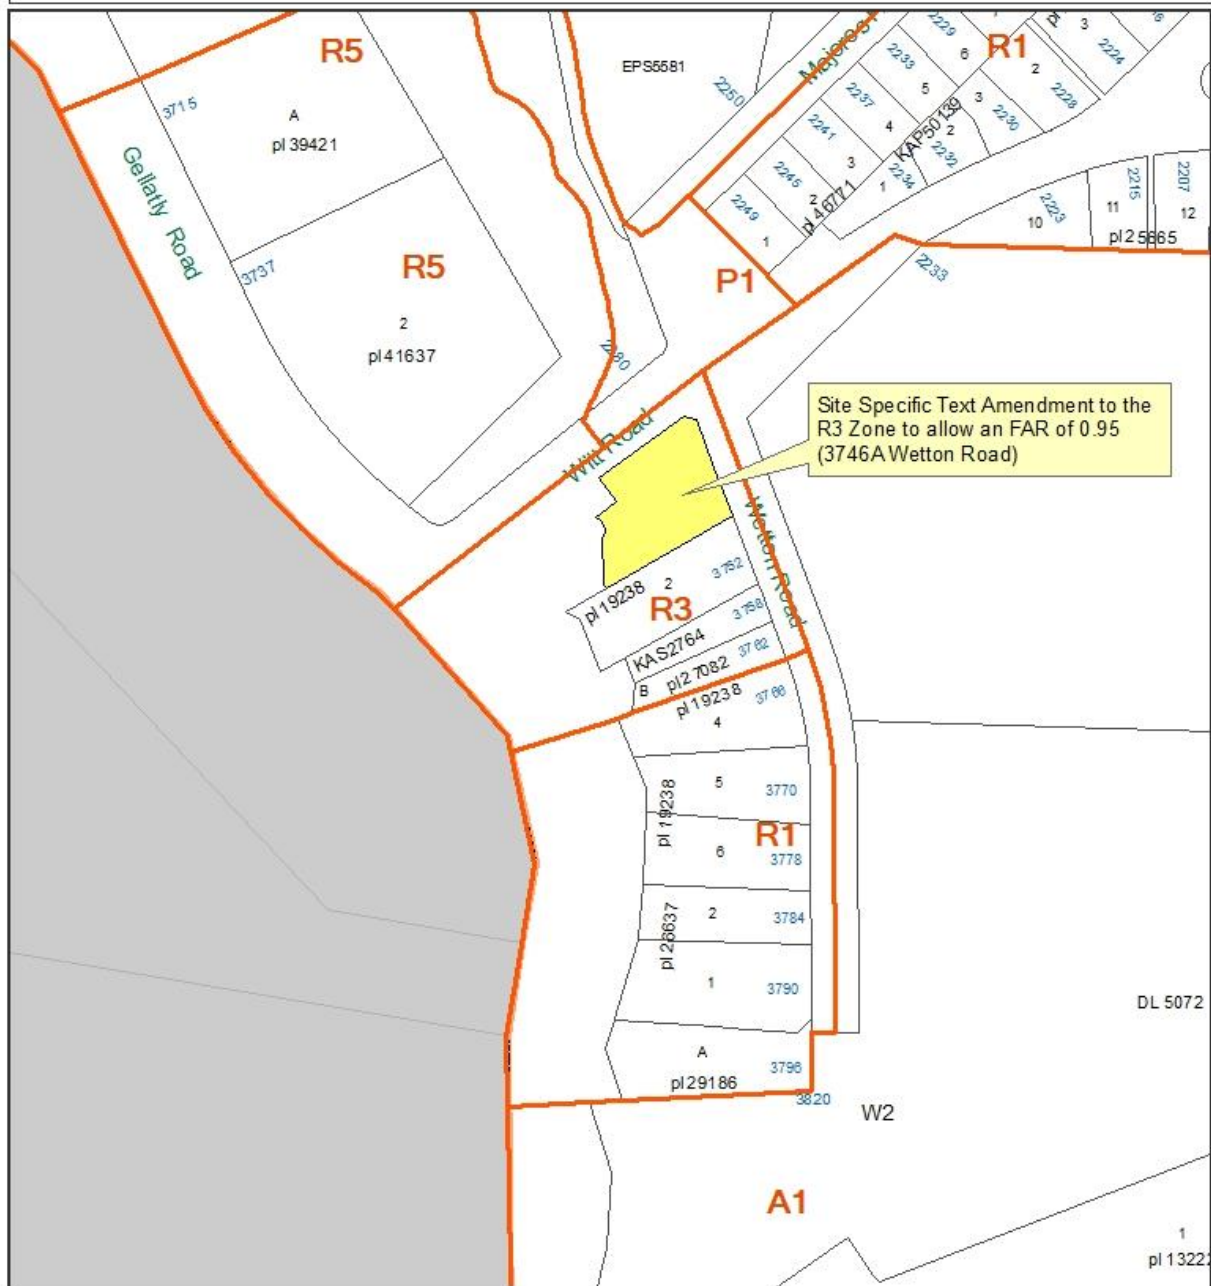 R5
R1
EPS5581
2250
2229
6
3
2224
2
2228
2233
5
3
2230
2237
4
KAP50139
2
2232
2241
3
2234
2245
2
pl 46771
2249
1
3715
A
pl 39421
Gellatly Road
2215
2207
2223
10
11
12
pl 25865
R5
P1
2233
3737
2
pl 41637
2280
Site Specific Text Amendment to the
R3 Zone to allow an FAR of 0.95
(3746A Wetton Road)
Witt Road
Wetton Road
3752
2
pl 19238
R3
3758
KAS2764
3762
pl 27082
B
3766
pl 19238
4
5
3770
pl 19238
R1
6
3778
2
3784
pl 26637
1
3790
DL 5072
A
3796
pl 29186
3820
W2
A1
1